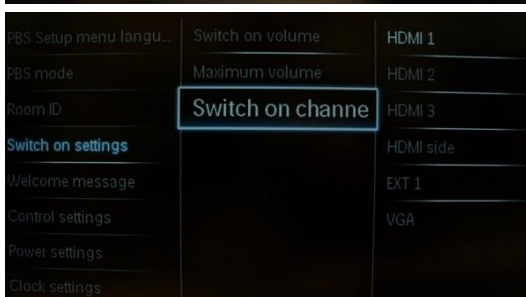 PBS Setup menu langu...
PBS mode
Room ID
Switch on settings
Welcome message
Control settings
Power settings
Clock settings
Switch on volume
Maximum volume
Switch on channe
HDMI 1
HDMI 2
HDMI 3
HDMI side
EXT 1
VGA